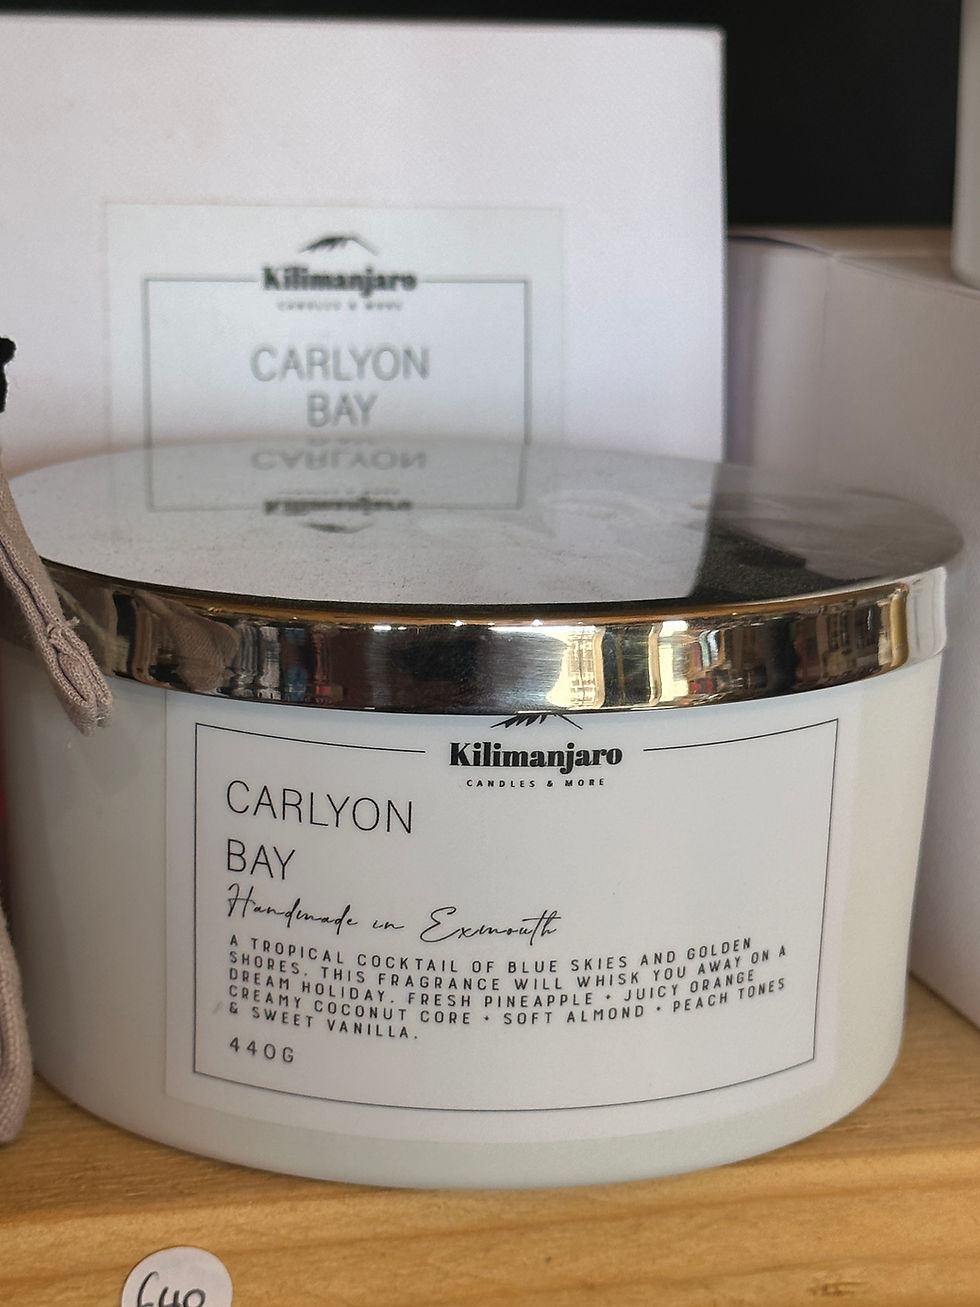 Kilimanjaro
CANDLES & MORE
CARLYON
BAY
Kilimanjaro
CANDLES & MORE
CARLYON
BAY
Handmade in Exmouth
A TROPICAL COCKTAIL OF BLUE SKIES AND GOLDEN
SHORES. THIS FRAGRANCE WILL WHISK YOU AWAY ON A
DREAM HOLIDAY. FRESH PINEAPPLE + JUICY ORANGE
CREAMY COCONUT CORE + SOFT ALMOND + PEACH TONES
& SWEET VANILLA.
440G
£40